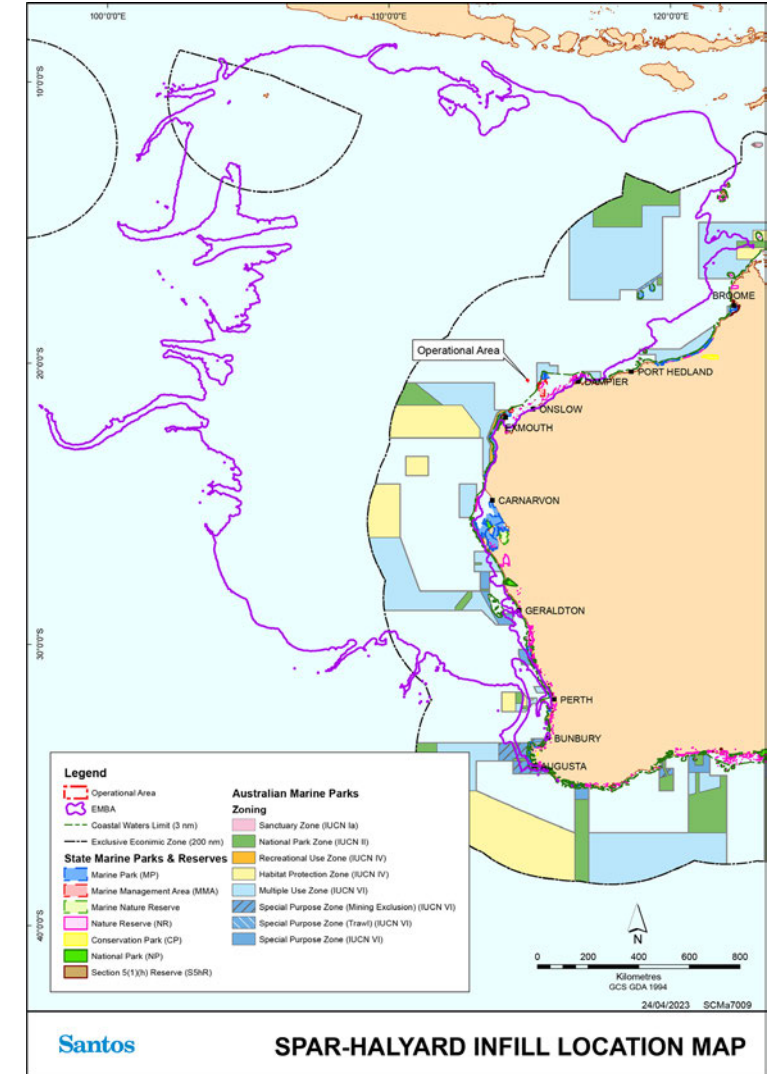 100°0'0"E 110°0'0"E 120°0'0"E
10°0'0"S
20°0'0"S
30°0'0"S
40°0'0"S
BROOME
Operational Area
PORT HEDLAND
DAMPIER
ONSLOW
EXMOUTH
CARNARVON
GERALDTON
PERTH
BUNBURY
AUGUSTA
Legend
Operational Area
EMBA
Coastal Waters Limit (3 nm)
Exclusive Econimic Zone (200 nm)
State Marine Parks & Reserves
Marine Park (MP)
Marine Management Area (MMA)
Marine Nature Reserve
Nature Reserve (NR)
Conservation Park (CP)
National Park (NP)
Section 5(1)(h) Reserve (S5hR)
Australian Marine Parks
Zoning
Sanctuary Zone (IUCN Ia)
National Park Zone (IUCN II)
Recreational Use Zone (IUCN IV)
Habitat Protection Zone (IUCN IV)
Multiple Use Zone (IUCN VI)
Special Purpose Zone (Mining Exclusion) (IUCN VI)
Special Purpose Zone (Trawl) (IUCN VI)
Special Purpose Zone (IUCN VI)
N
0 200 400 600 800
Kilometres
GCS GDA 1994
24/04/2023 SCMa7009
Santos
SPAR-HALYARD INFILL LOCATION MAP